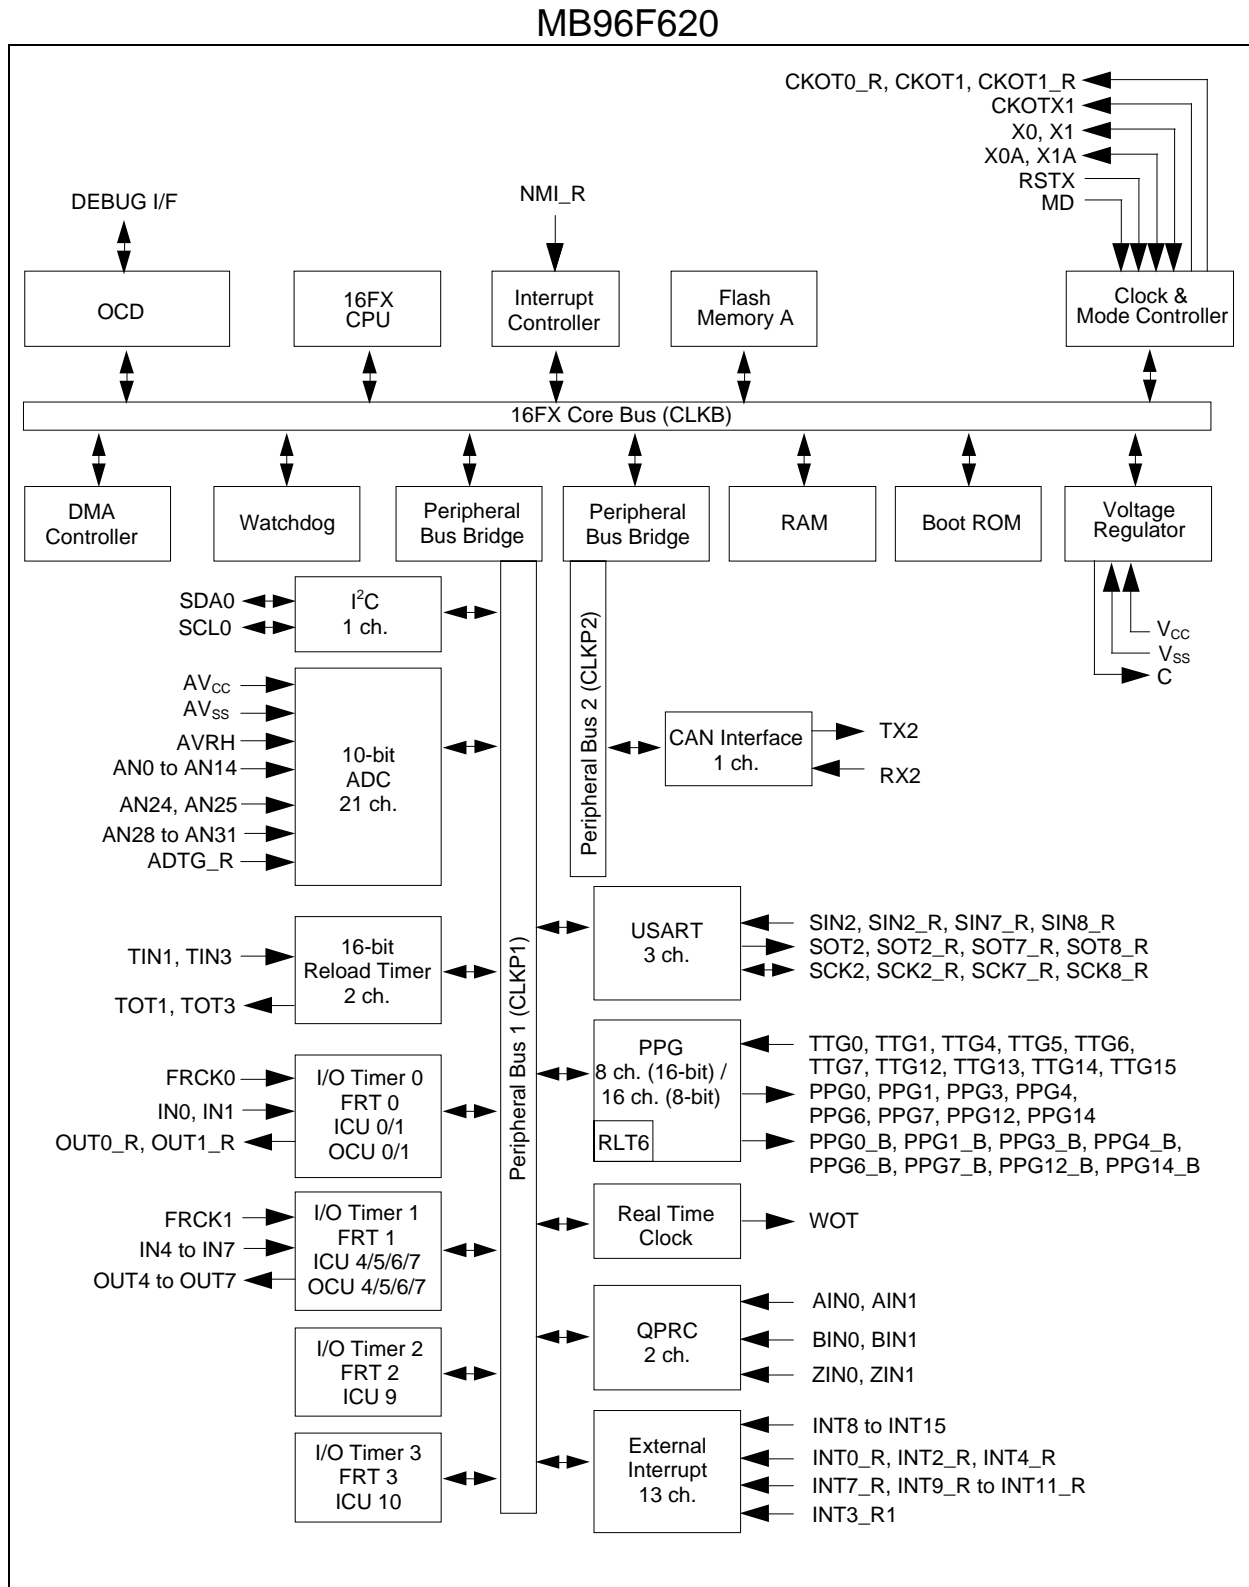 MB96F620
CKOT0_R, CKOT1, CKOT1_R
CKOTX1
X0, X1
X0A, X1A
RSTX
MD
DEBUG I/F
NMI_R
OCD
16FX
CPU
Interrupt
Controller
Flash
Memory A
Clock &
Mode Controller
16FX Core Bus (CLKB)
DMA
Controller
Watchdog
Peripheral
Bus Bridge
Peripheral
Bus Bridge
RAM
Boot ROM
Voltage
Regulator
VCC
VSS
C
Peripheral Bus 1 (CLKP1)
Peripheral Bus 2 (CLKP2)
SDA0
SCL0
I²C
1 ch.
AVCC
AVSS
AVRH
AN0 to AN14
AN24, AN25
AN28 to AN31
ADTG_R
10-bit
ADC
21 ch.
CAN Interface
1 ch.
TX2
RX2
TIN1, TIN3
TOT1, TOT3
16-bit
Reload Timer
2 ch.
USART
3 ch.
SIN2, SIN2_R, SIN7_R, SIN8_R
SOT2, SOT2_R, SOT7_R, SOT8_R
SCK2, SCK2_R, SCK7_R, SCK8_R
FRCK0
IN0, IN1
OUT0_R, OUT1_R
I/O Timer 0
FRT 0
ICU 0/1
OCU 0/1
PPG
8 ch. (16-bit) /
16 ch. (8-bit)
RLT6
TTG0, TTG1, TTG4, TTG5, TTG6,
TTG7, TTG12, TTG13, TTG14, TTG15
PPG0, PPG1, PPG3, PPG4,
PPG6, PPG7, PPG12, PPG14
PPG0_B, PPG1_B, PPG3_B, PPG4_B,
PPG6_B, PPG7_B, PPG12_B, PPG14_B
FRCK1
IN4 to IN7
OUT4 to OUT7
I/O Timer 1
FRT 1
ICU 4/5/6/7
OCU 4/5/6/7
Real Time
Clock
WOT
I/O Timer 2
FRT 2
ICU 9
QPRC
2 ch.
AIN0, AIN1
BIN0, BIN1
ZIN0, ZIN1
I/O Timer 3
FRT 3
ICU 10
External
Interrupt
13 ch.
INT8 to INT15
INT0_R, INT2_R, INT4_R
INT7_R, INT9_R to INT11_R
INT3_R1